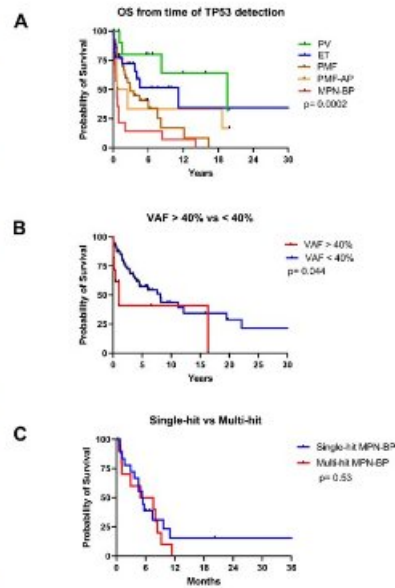 A
OS from time of TP53 detection
Probability of Survival
100
75
50
25
0
0 6 12 18 24 30
Years
PV
ET
PMF
PMF-AP
MPN-BP
p= 0.0002
B
VAF > 40% vs < 40%
Probability of Survival
100
75
50
25
0
0 5 10 15 20 25 30
Years
VAF > 40%
VAF < 40%
p= 0.044
C
Single-hit vs Multi-hit
Probability of Survival
100
75
50
25
0
0 6 12 18 24 30 36
Months
Single-hit MPN-BP
Multi-hit MPN-BP
p= 0.53